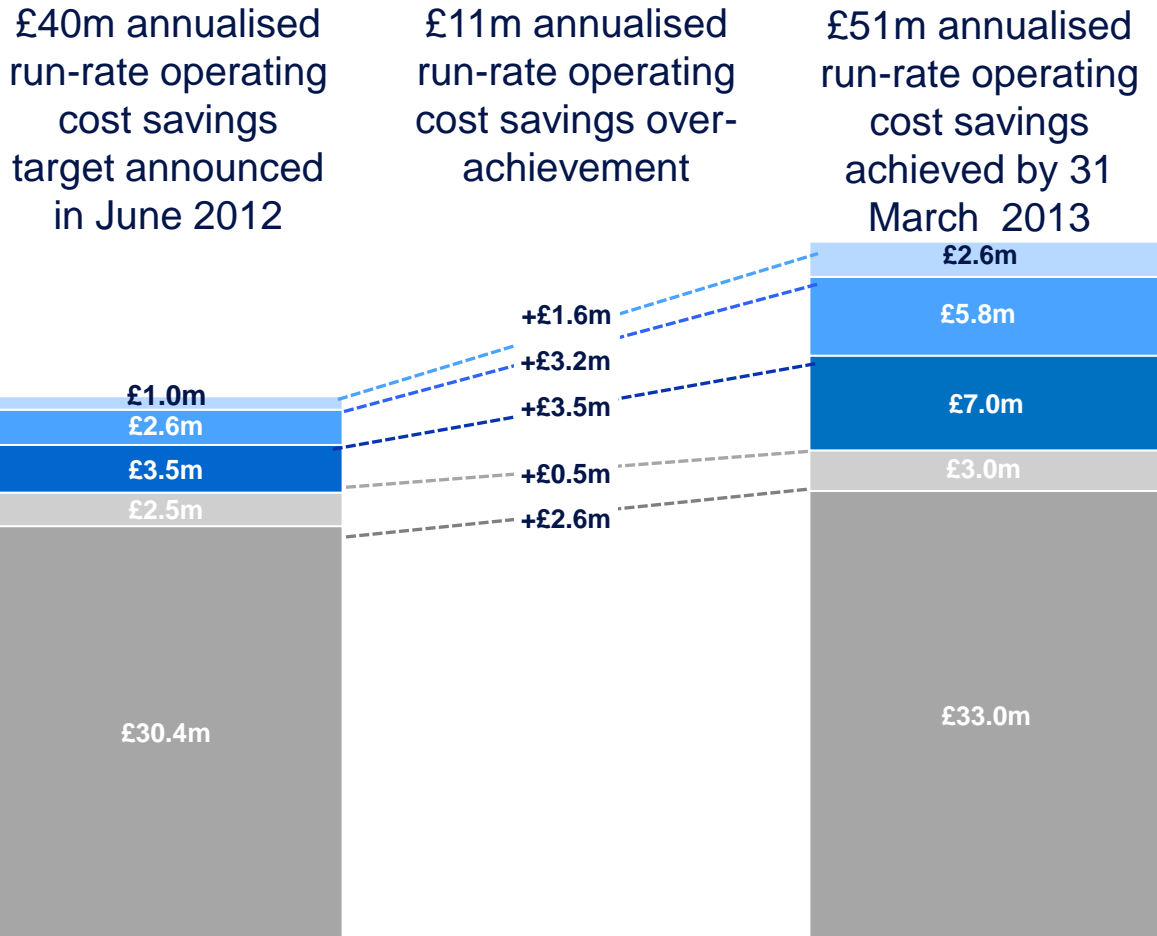 £40m annualised
run-rate operating
cost savings
target announced
in June 2012
£11m annualised
run-rate operating
cost savings over-
achievement
£51m annualised
run-rate operating
cost savings
achieved by 31
March 2013
£1.0m
£2.6m
£3.5m
£2.5m
£30.4m
+£1.6m
+£3.2m
+£3.5m
+£0.5m
+£2.6m
£2.6m
£5.8m
£7.0m
£3.0m
£33.0m